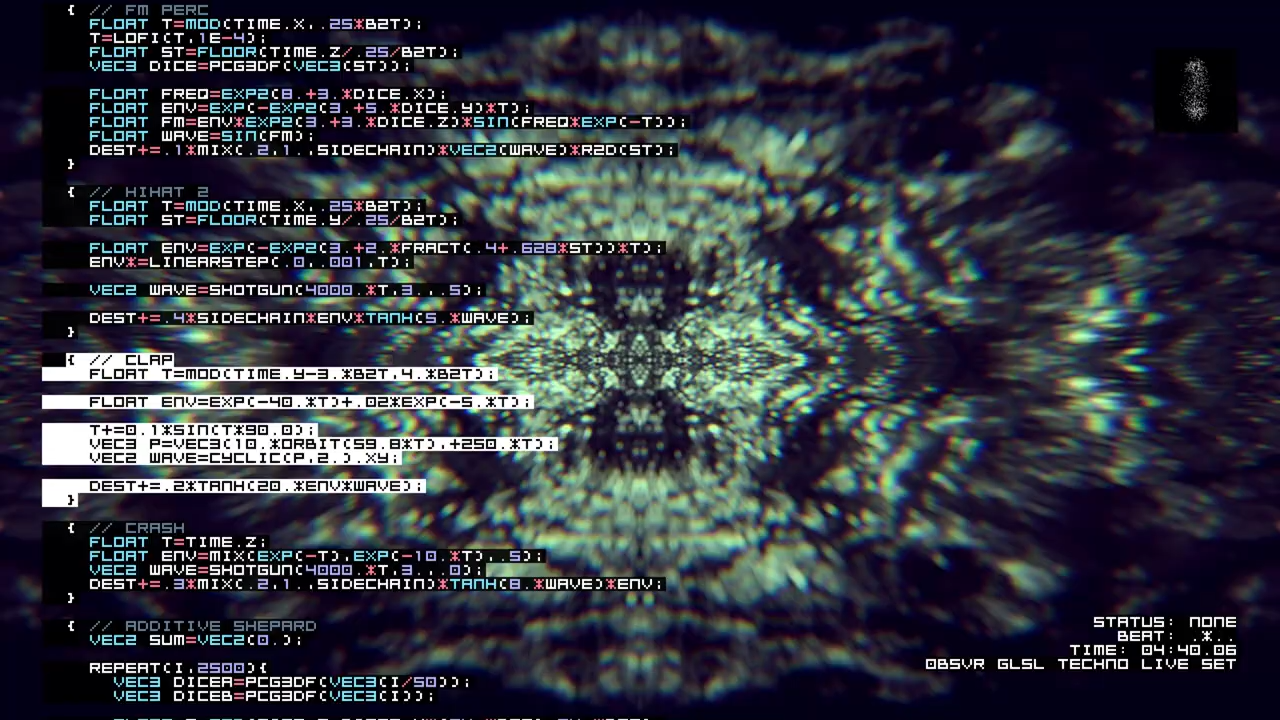 { // FM PERC
FLOAT T=MOD(TIME.X,.25*B2T);
T=LOFI(T,1E-4);
FLOAT ST=FLOOR(TIME.Z/.25/B2T);
VEC3 DICE=PCG3DF(VEC3(ST));
FLOAT FREQ=EXP2(8.+3.*DICE.X);
FLOAT ENV=EXP(-EXP2(3.+5.*DICE.Y)*T);
FLOAT FM=ENV*EXP2(3.+3.*DICE.Z)*SIN(FREQ*EXP(-T));
FLOAT WAVE=SIN(FM);
DEST+=.1*MIX(.2,1.,SIDECHAIN)*VEC2(WAVE)*R2D(ST);
}
{ // HIHAT 2
FLOAT T=MOD(TIME.X,.25*B2T);
FLOAT ST=FLOOR(TIME.Y/.25/B2T);
FLOAT ENV=EXP(-EXP2(3.+2.*FRACT(.4+.628*ST))*T);
ENV*=LINEARSTEP(.0,.001,T);
VEC2 WAVE=SHOTGUN(4000.*T,3.,.5);
DEST+=.4*SIDECHAIN*ENV*TANH(5.*WAVE);
}
{ // CLAP
FLOAT T=MOD(TIME.Y-3.*B2T,4.*B2T);
FLOAT ENV=EXP(-40.*T)+.02*EXP(-5.*T);
T+=0.1*SIN(T*90.0);
VEC3 P=VEC3(10.*ORBIT(59.8*T),+250.*T);
VEC2 WAVE=CYCLIC(P,2.).XY;
DEST+=.2*TANH(20.*ENV*WAVE);
}
{ // CRASH
FLOAT T=TIME.Z;
FLOAT ENV=MIX(EXP(-T),EXP(-10.*T),.5);
VEC2 WAVE=SHOTGUN(4000.*T,3.,.0);
DEST+=.3*MIX(.2,1.,SIDECHAIN)*TANH(8.*WAVE)*ENV;
}
{ // ADDITIVE SHEPARD
VEC2 SUM=VEC2(0.);
REPEAT(I,2500){
VEC3 DICEA=PCG3DF(VEC3(I/50));
VEC3 DICEB=PCG3DF(VEC3(I));
STATUS: NONE
BEAT: .*..
TIME: 04:40.06
0B5VR GLSL TECHNO LIVE SET